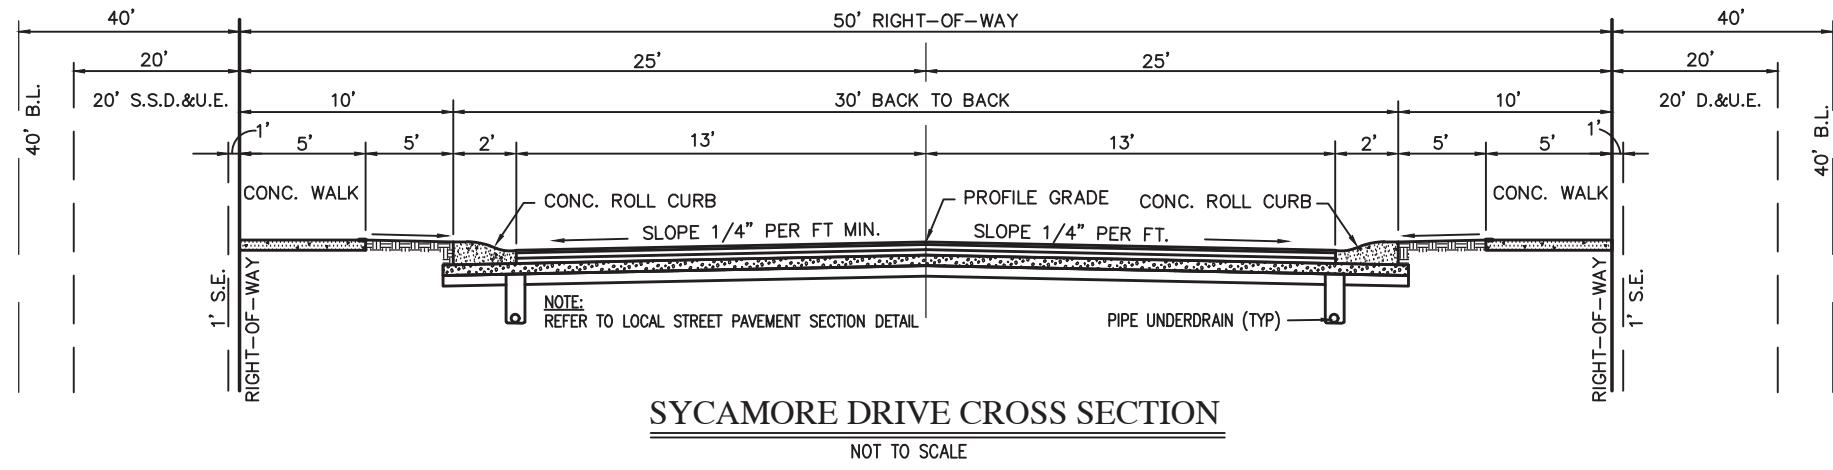 40'
50' RIGHT-OF-WAY
40'
20'
25'
25'
20'
20' S.S.D.&U.E.
10'
30' BACK TO BACK
10'
20' D.&U.E.
40' B.L.
40' B.L.
1'
5'
5'
2'
13'
13'
2'
5'
5'
1'
CONC. WALK
CONC. ROLL CURB
PROFILE GRADE
CONC. ROLL CURB
CONC. WALK
SLOPE 1/4" PER FT MIN.
SLOPE 1/4" PER FT.
1' S.E.
RIGHT-OF-WAY
NOTE:
REFER TO LOCAL STREET PAVEMENT SECTION DETAIL
PIPE UNDERDRAIN (TYP)
RIGHT-OF-WAY
1' S.E.
SYCAMORE DRIVE CROSS SECTION
NOT TO SCALE